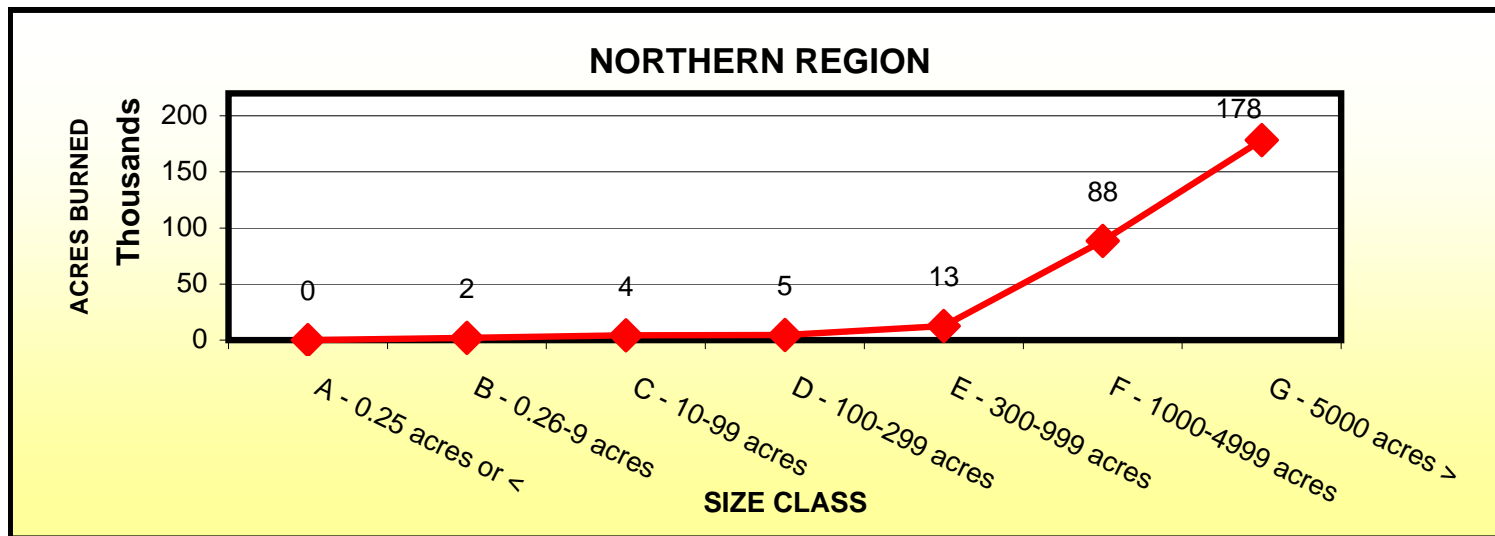 NORTHERN REGION
ACRES BURNED
Thousands
200
150
100
50
0
0
2
4
5
13
88
178
A - 0.25 acres or <
B - 0.26-9 acres
C - 10-99 acres
D - 100-299 acres
E - 300-999 acres
F - 1000-4999 acres
G - 5000 acres >
SIZE CLASS